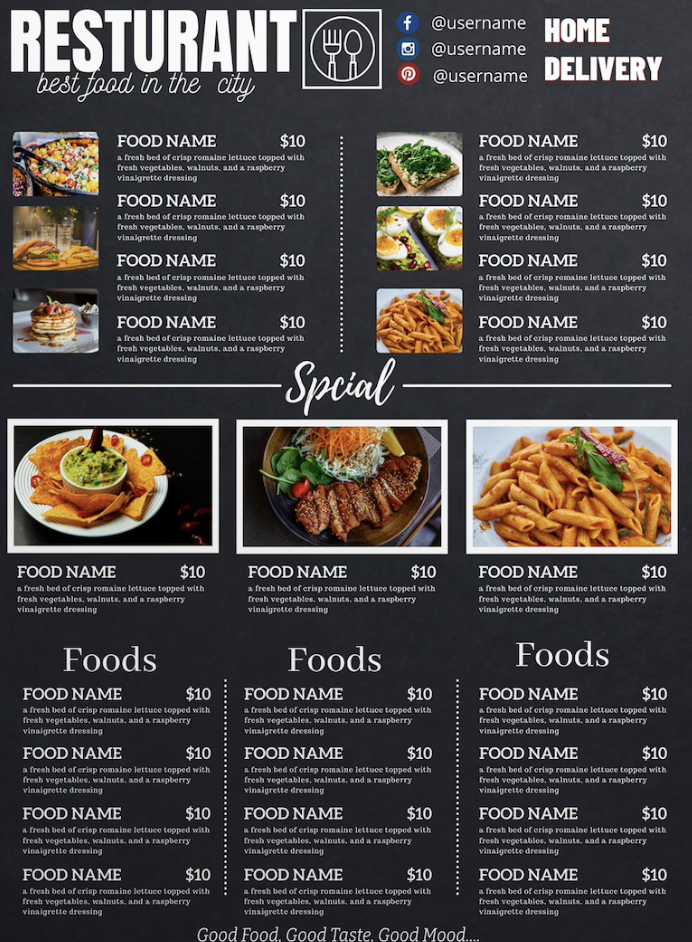 RESTURANT
best food in the city
@username
@username
@username
HOME
DELIVERY
FOOD NAME $10
a fresh bed of crisp romaine lettuce topped with
fresh vegetables, walnuts, and a raspberry
vinaigrette dressing
FOOD NAME $10
a fresh bed of crisp romaine lettuce topped with
fresh vegetables, walnuts, and a raspberry
vinaigrette dressing
FOOD NAME $10
a fresh bed of crisp romaine lettuce topped with
fresh vegetables, walnuts, and a raspberry
vinaigrette dressing
FOOD NAME $10
a fresh bed of crisp romaine lettuce topped with
fresh vegetables, walnuts, and a raspberry
vinaigrette dressing
FOOD NAME $10
a fresh bed of crisp romaine lettuce topped with
fresh vegetables, walnuts, and a raspberry
vinaigrette dressing
FOOD NAME $10
a fresh bed of crisp romaine lettuce topped with
fresh vegetables, walnuts, and a raspberry
vinaigrette dressing
FOOD NAME $10
a fresh bed of crisp romaine lettuce topped with
fresh vegetables, walnuts, and a raspberry
vinaigrette dressing
FOOD NAME $10
a fresh bed of crisp romaine lettuce topped with
fresh vegetables, walnuts, and a raspberry
vinaigrette dressing
Spcial
FOOD NAME $10
a fresh bed of crisp romaine lettuce topped with
fresh vegetables, walnuts, and a raspberry
vinaigrette dressing
FOOD NAME $10
a fresh bed of crisp romaine lettuce topped with
fresh vegetables, walnuts, and a raspberry
vinaigrette dressing
FOOD NAME $10
a fresh bed of crisp romaine lettuce topped with
fresh vegetables, walnuts, and a raspberry
vinaigrette dressing
Foods
FOOD NAME $10
a fresh bed of crisp romaine lettuce topped with
fresh vegetables, walnuts, and a raspberry
vinaigrette dressing
FOOD NAME $10
a fresh bed of crisp romaine lettuce topped with
fresh vegetables, walnuts, and a raspberry
vinaigrette dressing
FOOD NAME $10
a fresh bed of crisp romaine lettuce topped with
fresh vegetables, walnuts, and a raspberry
vinaigrette dressing
FOOD NAME $10
a fresh bed of crisp romaine lettuce topped with
fresh vegetables, walnuts, and a raspberry
vinaigrette dressing
Foods
FOOD NAME $10
a fresh bed of crisp romaine lettuce topped with
fresh vegetables, walnuts, and a raspberry
vinaigrette dressing
FOOD NAME $10
a fresh bed of crisp romaine lettuce topped with
fresh vegetables, walnuts, and a raspberry
vinaigrette dressing
FOOD NAME $10
a fresh bed of crisp romaine lettuce topped with
fresh vegetables, walnuts, and a raspberry
vinaigrette dressing
FOOD NAME $10
a fresh bed of crisp romaine lettuce topped with
fresh vegetables, walnuts, and a raspberry
vinaigrette dressing
Foods
FOOD NAME $10
a fresh bed of crisp romaine lettuce topped with
fresh vegetables, walnuts, and a raspberry
vinaigrette dressing
FOOD NAME $10
a fresh bed of crisp romaine lettuce topped with
fresh vegetables, walnuts, and a raspberry
vinaigrette dressing
FOOD NAME $10
a fresh bed of crisp romaine lettuce topped with
fresh vegetables, walnuts, and a raspberry
vinaigrette dressing
FOOD NAME $10
a fresh bed of crisp romaine lettuce topped with
fresh vegetables, walnuts, and a raspberry
vinaigrette dressing
Good Food, Good Taste, Good Mood....